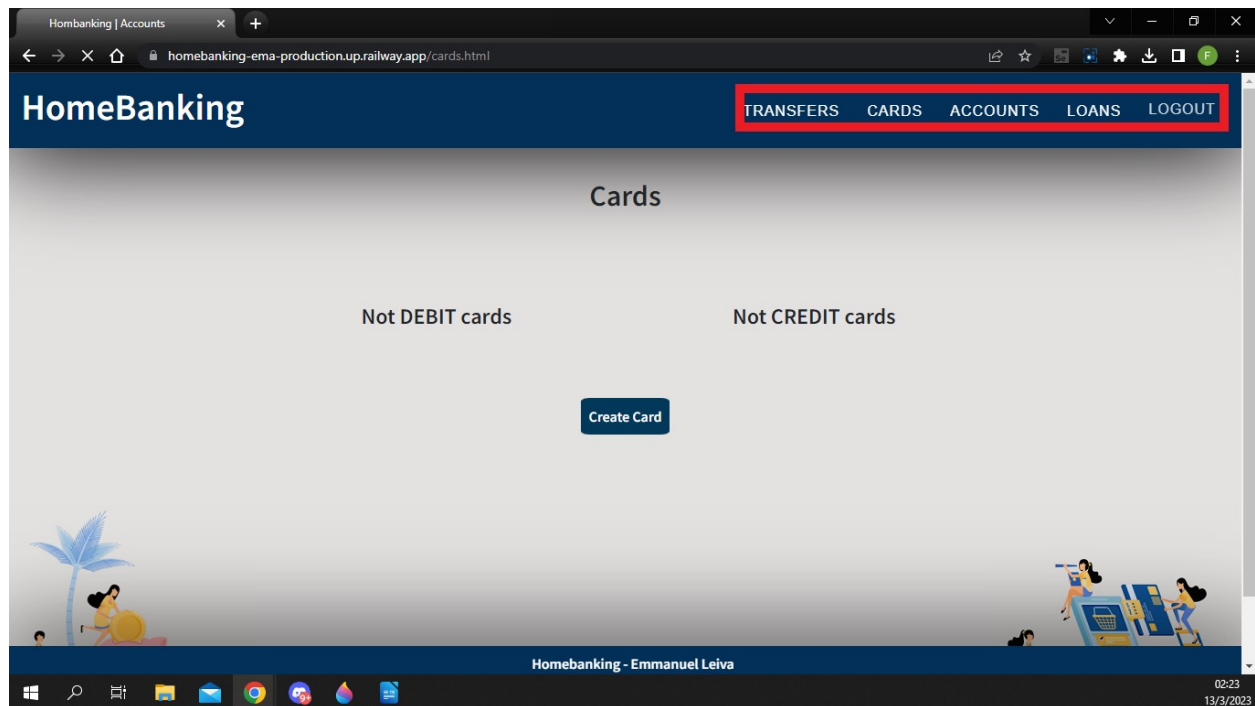 Hombanking | Accounts
homebanking-ema-production.up.railway.app/cards.html
F
HomeBanking
TRANSFERS CARDS ACCOUNTS LOANS LOGOUT
Cards
Not DEBIT cards Not CREDIT cards
Create Card
Homebanking - Emmanuel Leiva
02:23
13/3/2023